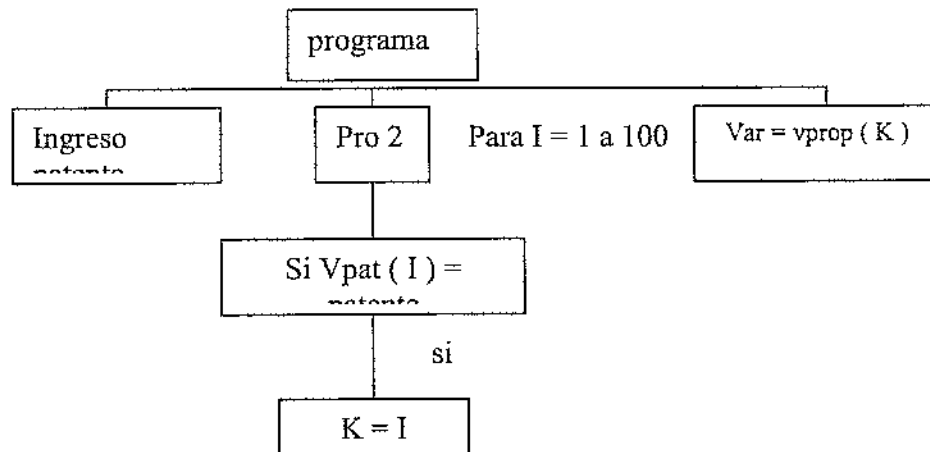 programa
Ingreso
Pro 2
Para I = 1 a 100
Var = vprop ( K )
Si Vpat ( I ) =
si
K = I